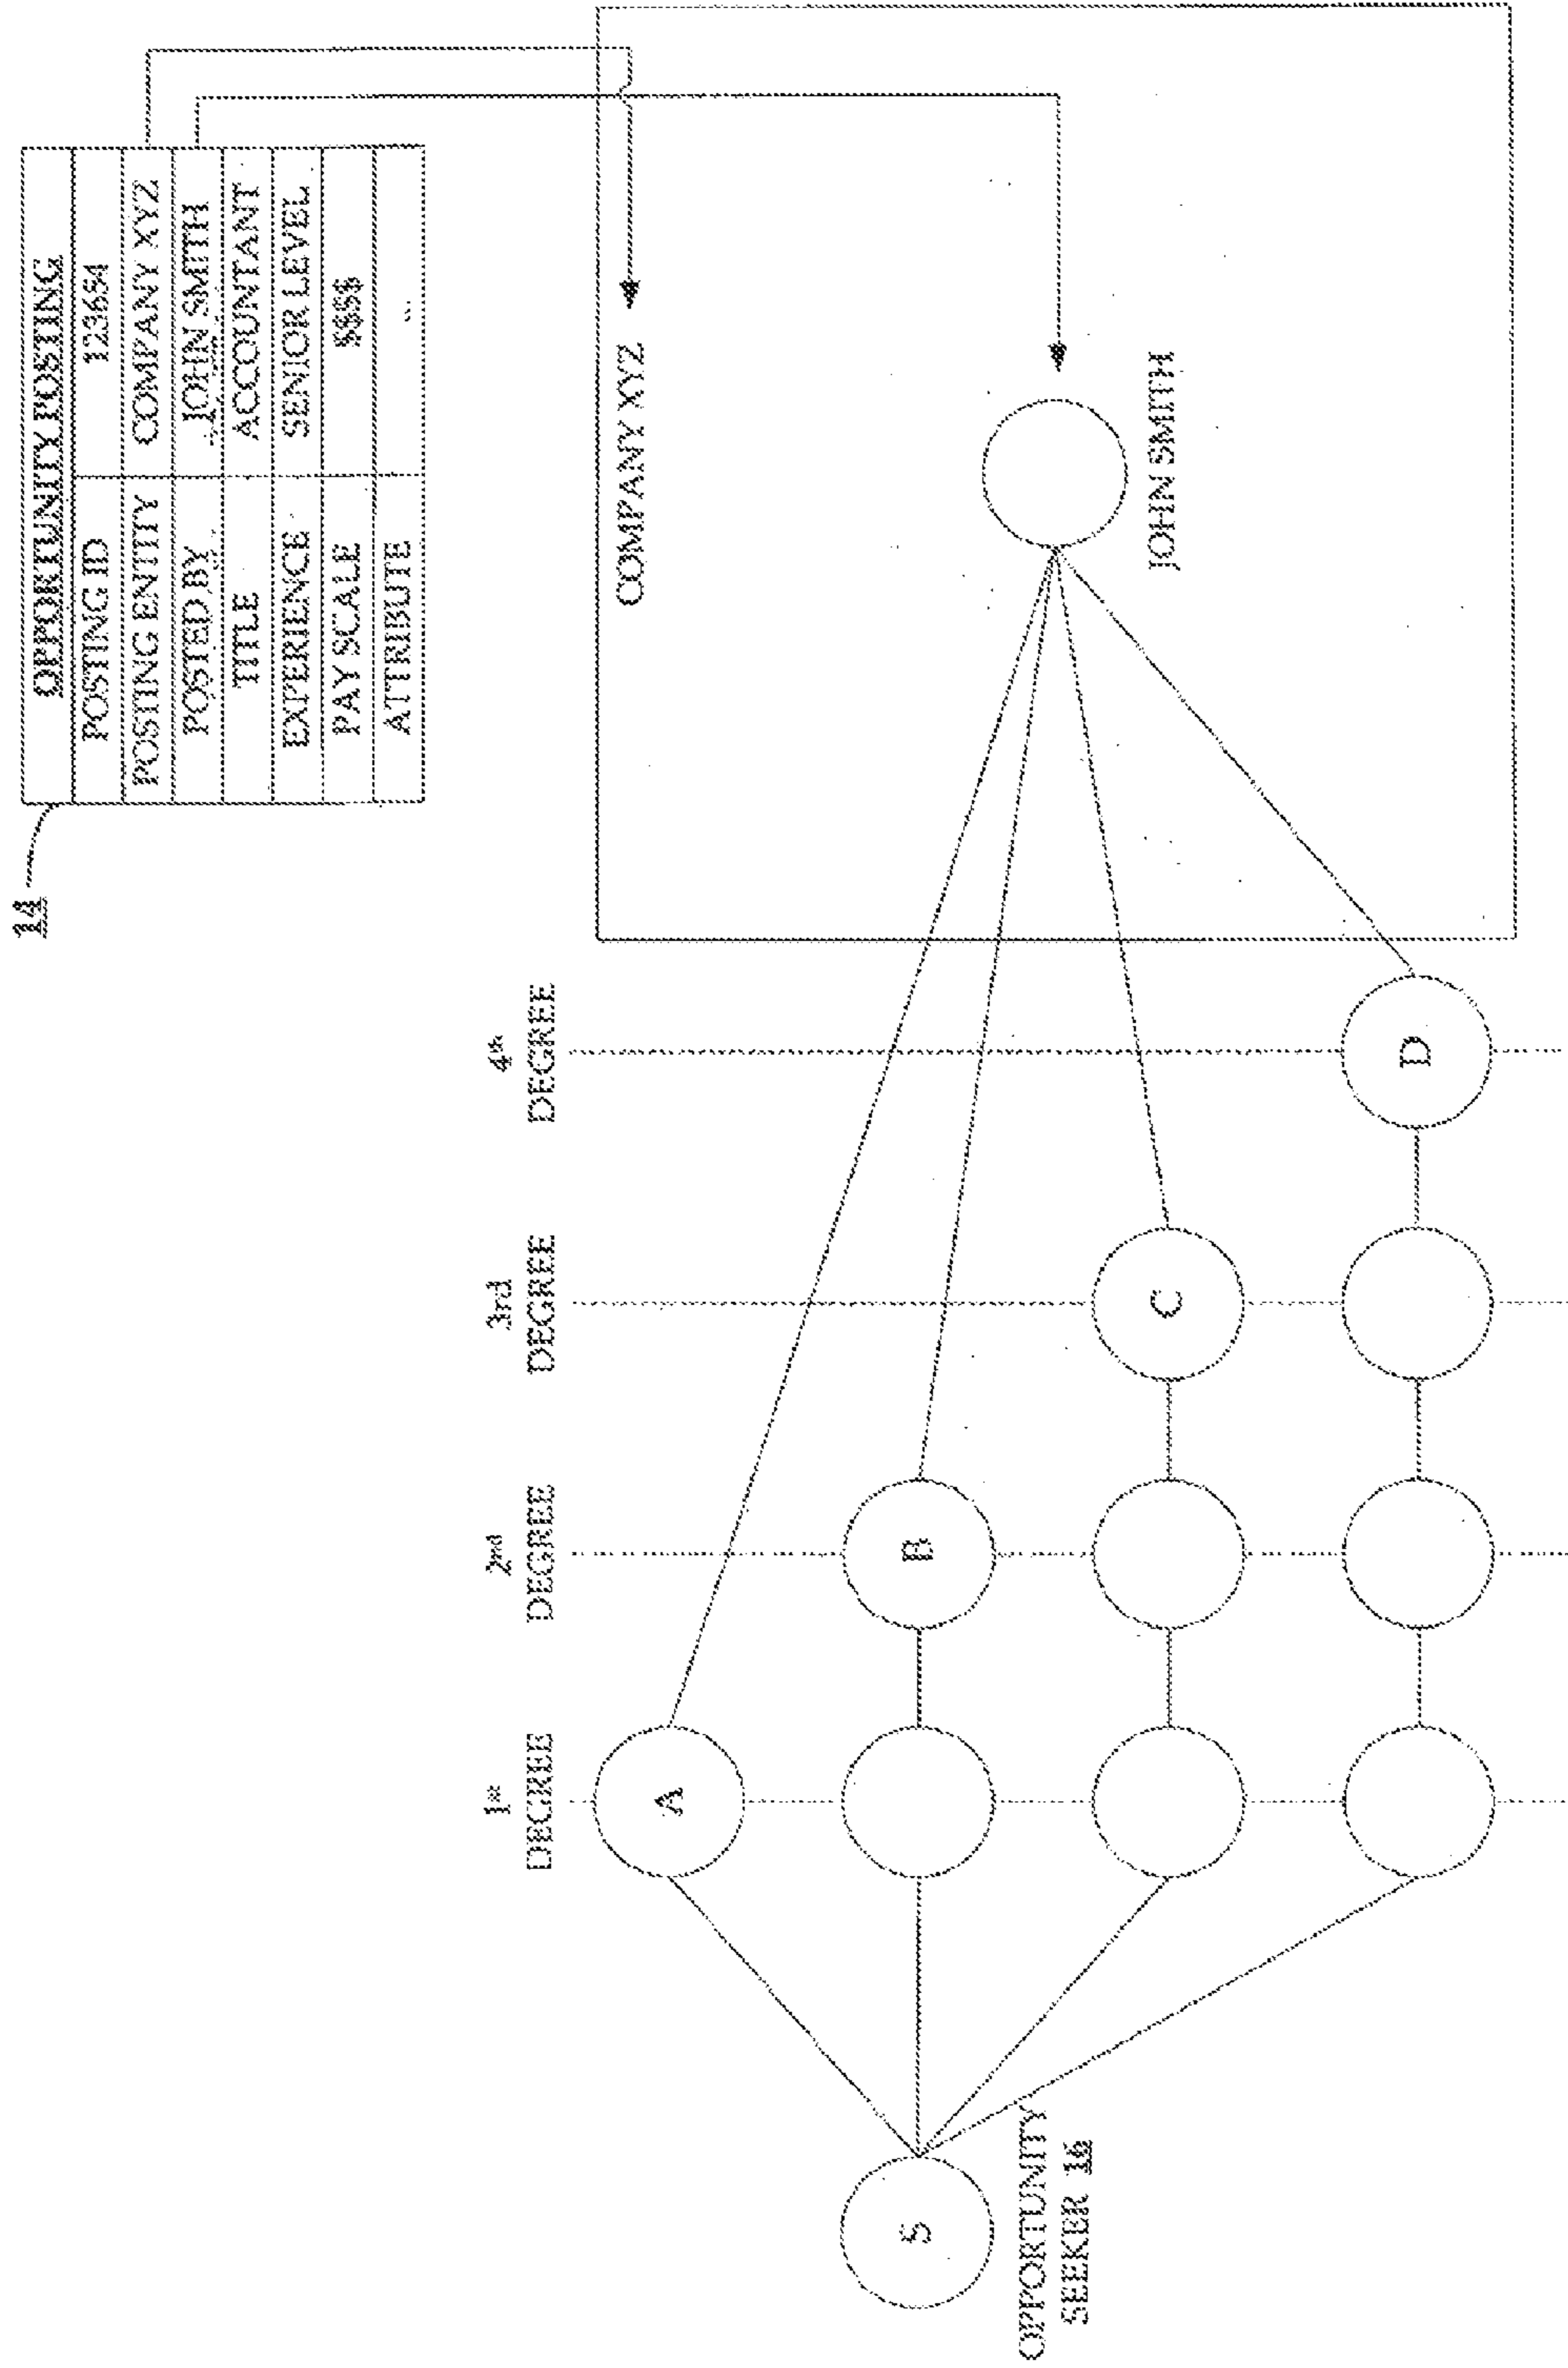 14
OPPORTUNITY POSTING
POSTING ID 123654
POSTING ENTITY COMPANY XYZ
POSTED BY JOHN SMITH
TITLE ACCOUNTANT
EXPERIENCE SENIOR LEVEL
PAY SCALE $$$$
ATTRIBUTE ...
1st
DEGREE
2nd
DEGREE
3rd
DEGREE
4th
DEGREE
COMPANY XYZ
A
B
C
D
S
OPPORTUNITY
SEEKER 16
JOHN SMITH